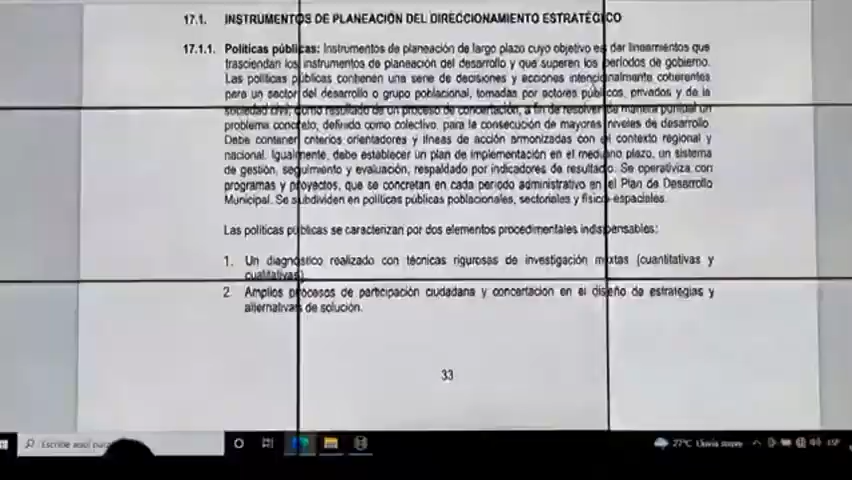 17.1. INSTRUMENTOS DE PLANEACIÓN DEL DIRECCIONAMIENTO ESTRATÉGICO
17.1.1. Políticas públicas: Instrumentos de planeación de largo plazo cuyo objetivo es dar lineamientos que
trasciendan los instrumentos de planeación del desarrollo y que superen los períodos de gobierno.
Las políticas públicas contienen una serie de decisiones y acciones intencionalmente coherentes
para un sector del desarrollo o grupo poblacional, tomadas por actores públicos, privados y de la
sociedad civil, como resultado de un proceso de concertación, a fin de resolver de manera puntual un
problema concreto, definido como colectivo, para la consecución de mayores niveles de desarrollo.
Debe contener criterios orientadores y líneas de acción armonizadas con el contexto regional y
nacional. Igualmente, debe establecer un plan de implementación en el mediano plazo, un sistema
de gestión, seguimiento y evaluación, respaldado por indicadores de resultado. Se operativiza con
programas y proyectos, que se concretan en cada período administrativo en el Plan de Desarrollo
Municipal. Se subdividen en políticas públicas poblacionales, sectoriales y físico-espaciales.
Las políticas públicas se caracterizan por dos elementos procedimentales indispensables:
1. Un diagnóstico realizado con técnicas rigurosas de investigación mixtas (cuantitativas y
cualitativas)
2. Amplios procesos de participación ciudadana y concertación en el diseño de estrategias y
alternativas de solución.
33
Escribe aquí para
27°C Lluvia suave
ESP